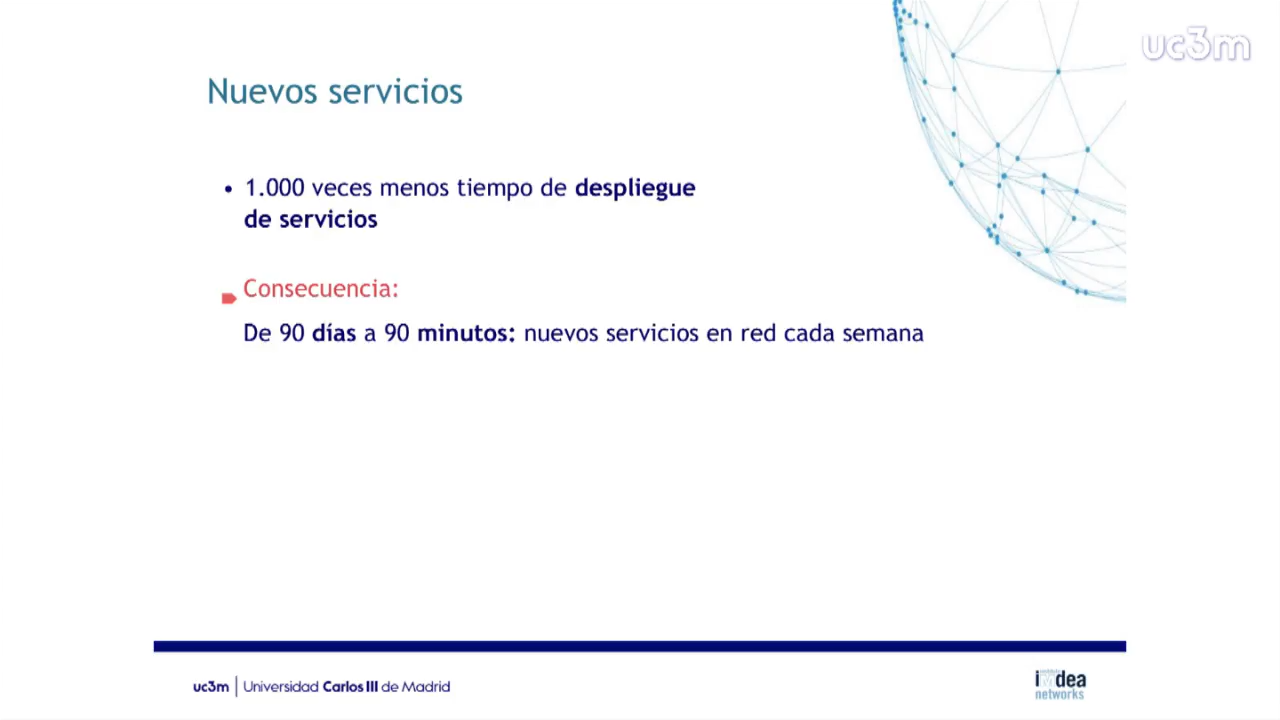 uc3m
Nuevos servicios
• 1.000 veces menos tiempo de despliegue
de servicios
Consecuencia:
De 90 días a 90 minutos: nuevos servicios en red cada semana
uc3m | Universidad Carlos III de Madrid
institute
imdea
networks